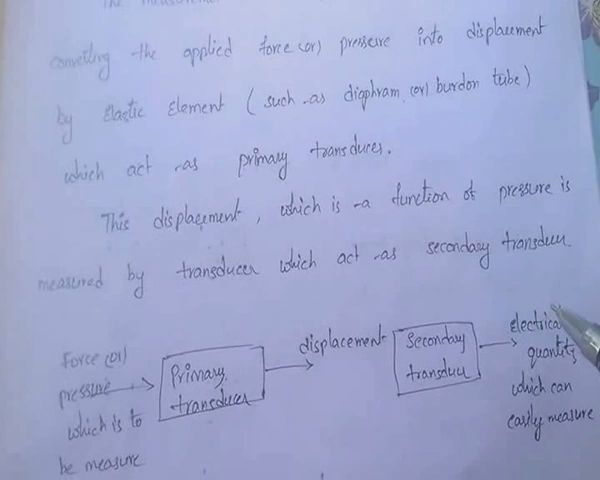 The measurement
converting the applied force (or) pressure into displacement
by elastic element (such as diaphram (or) burdon tube)
which act as primary transducer.
This displacement, which is a function of pressure is
measured by transducer which act as secondary transducer
Force (or)
pressure
which is to
be measure
Primary
transducer
displacement
Secondary
transducer
electrical
quantity
which can
easily measure